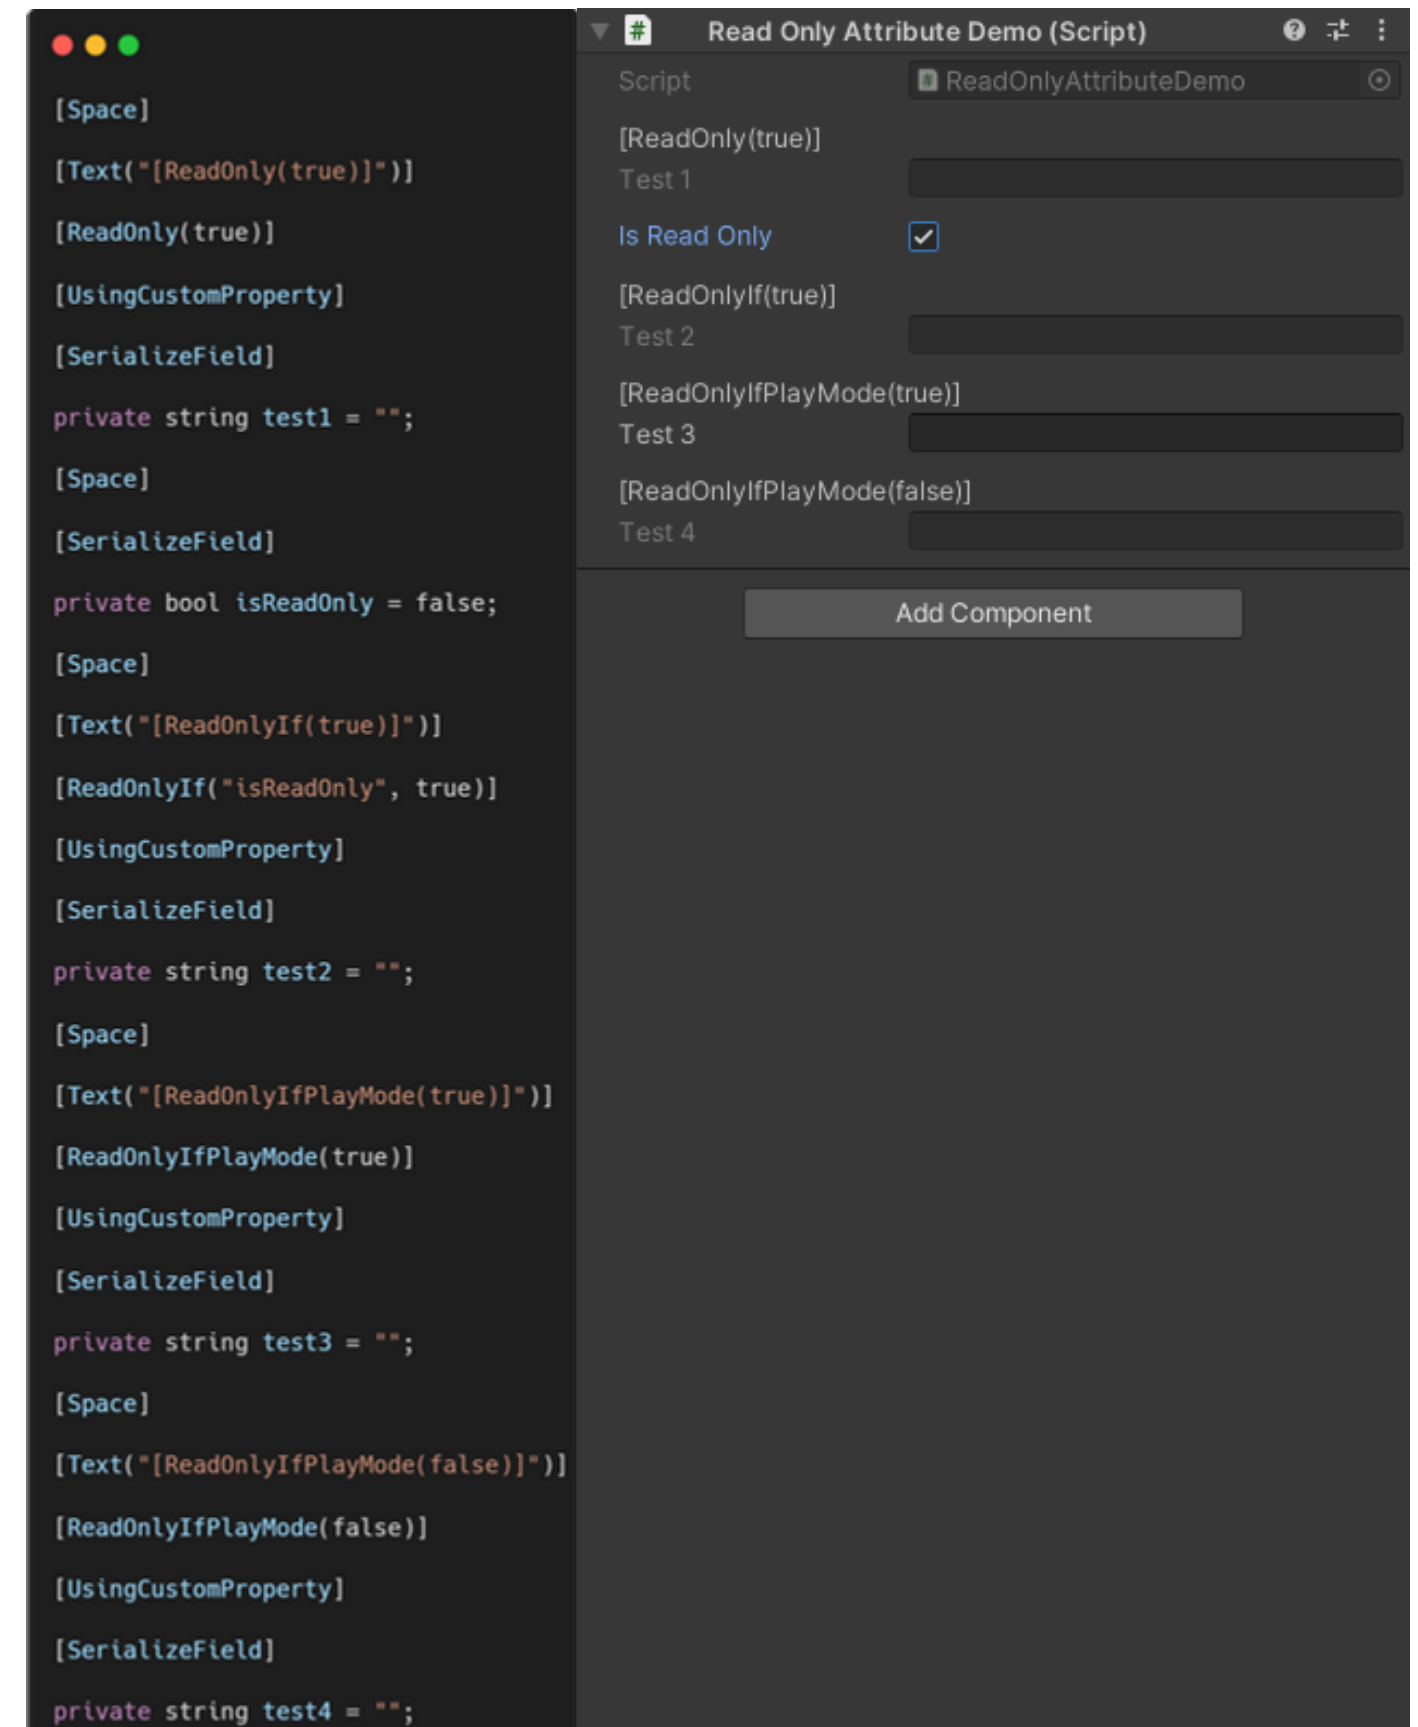 [Space]
[Text("[ReadOnly(true)]")]
[ReadOnly(true)]
[UsingCustomProperty]
[SerializeField]
private string test1 = "";
[Space]
[SerializeField]
private bool isReadOnly = false;
[Space]
[Text("[ReadOnlyIf(true)]")]
[ReadOnlyIf("isReadOnly", true)]
[UsingCustomProperty]
[SerializeField]
private string test2 = "";
[Space]
[Text("[ReadOnlyIfPlayMode(true)]")]
[ReadOnlyIfPlayMode(true)]
[UsingCustomProperty]
[SerializeField]
private string test3 = "";
[Space]
[Text("[ReadOnlyIfPlayMode(false)]")]
[ReadOnlyIfPlayMode(false)]
[UsingCustomProperty]
[SerializeField]
private string test4 = "";
# Read Only Attribute Demo (Script)
Script ReadOnlyAttributeDemo
[ReadOnly(true)]
Test 1
Is Read Only
[ReadOnlyIf(true)]
Test 2
[ReadOnlyIfPlayMode(true)]
Test 3
[ReadOnlyIfPlayMode(false)]
Test 4
Add Component